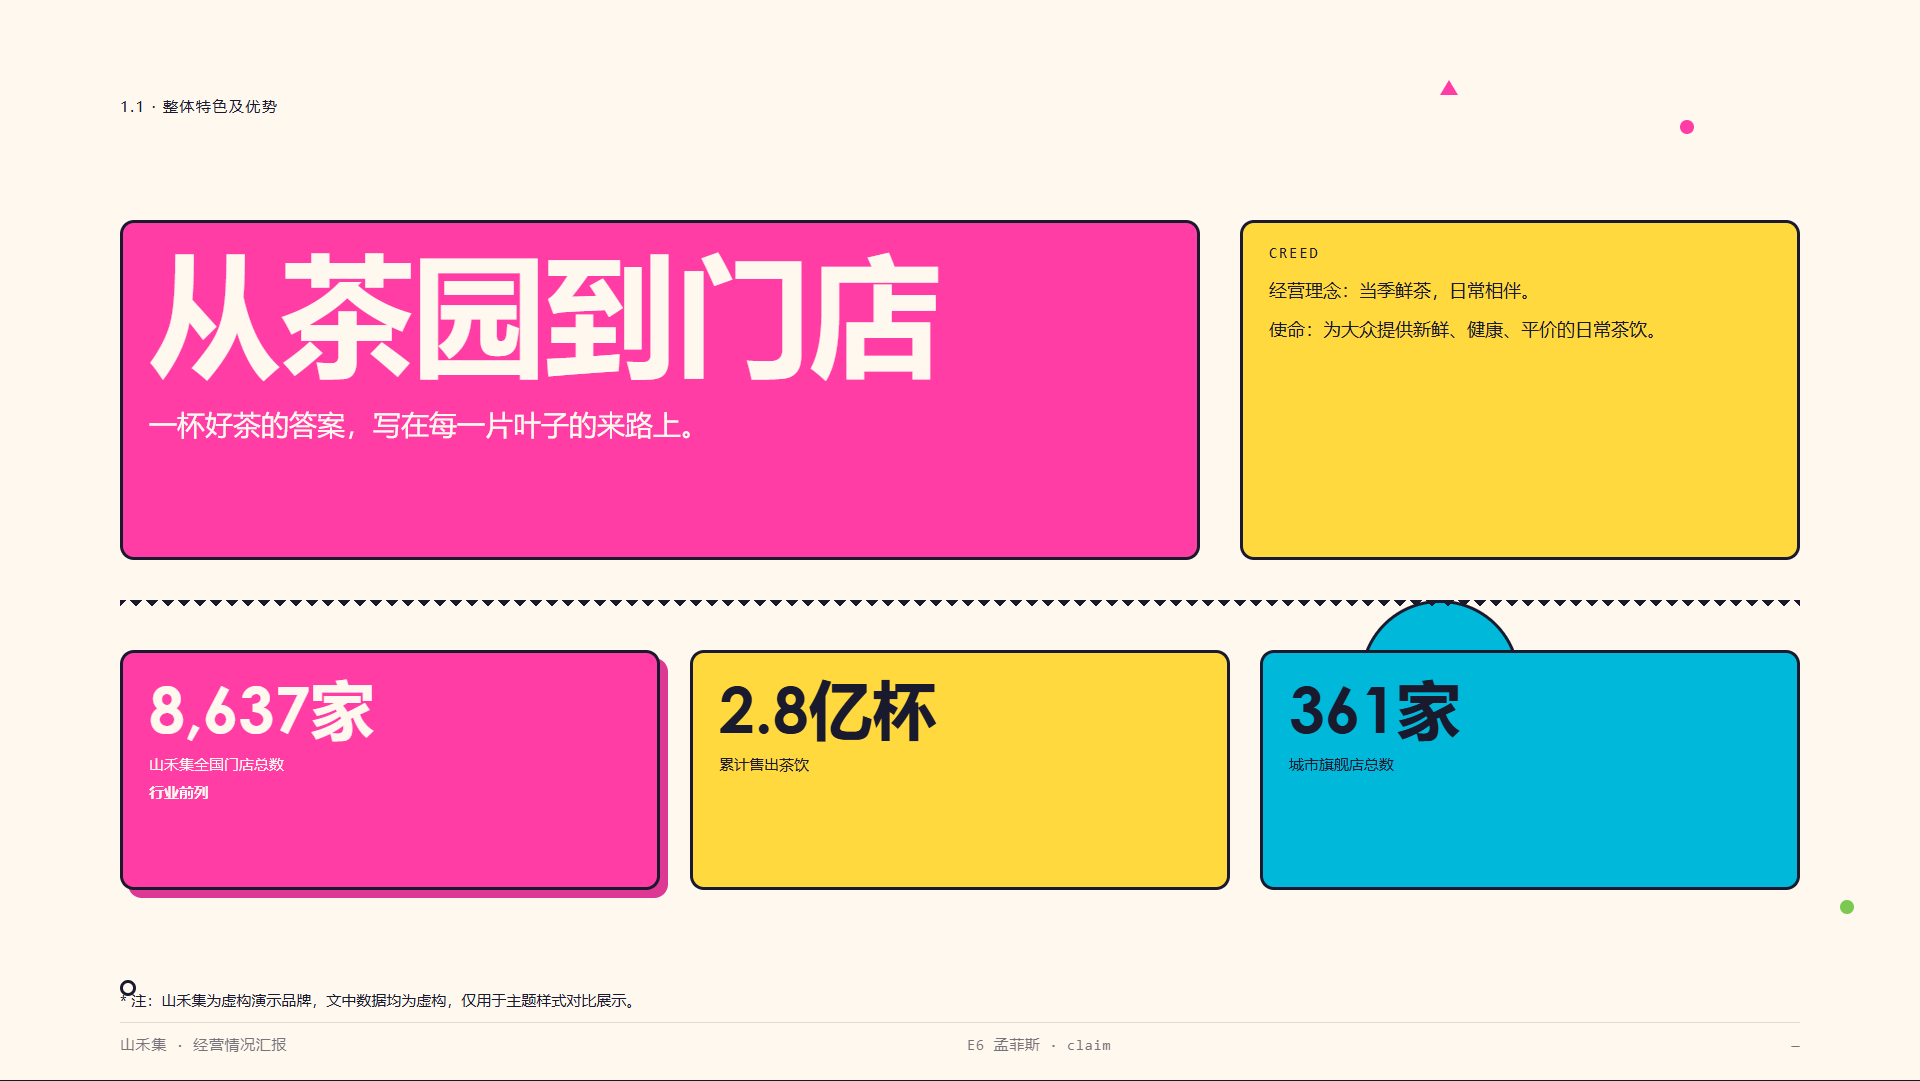 1.1 · 整体特色及优势
从茶园到门店
一杯好茶的答案，写在每一片叶子的来路上。
CREED
经营理念：当季鲜茶，日常相伴。
使命：为大众提供新鲜、健康、平价的日常茶饮。
8,637家
山禾集全国门店总数
行业前列
2.8亿杯
累计售出茶饮
361家
城市旗舰店总数
* 注：山禾集为虚构演示品牌，文中数据均为虚构，仅用于主题样式对比展示。
山禾集 · 经营情况汇报
E6 孟菲斯 · claim
—